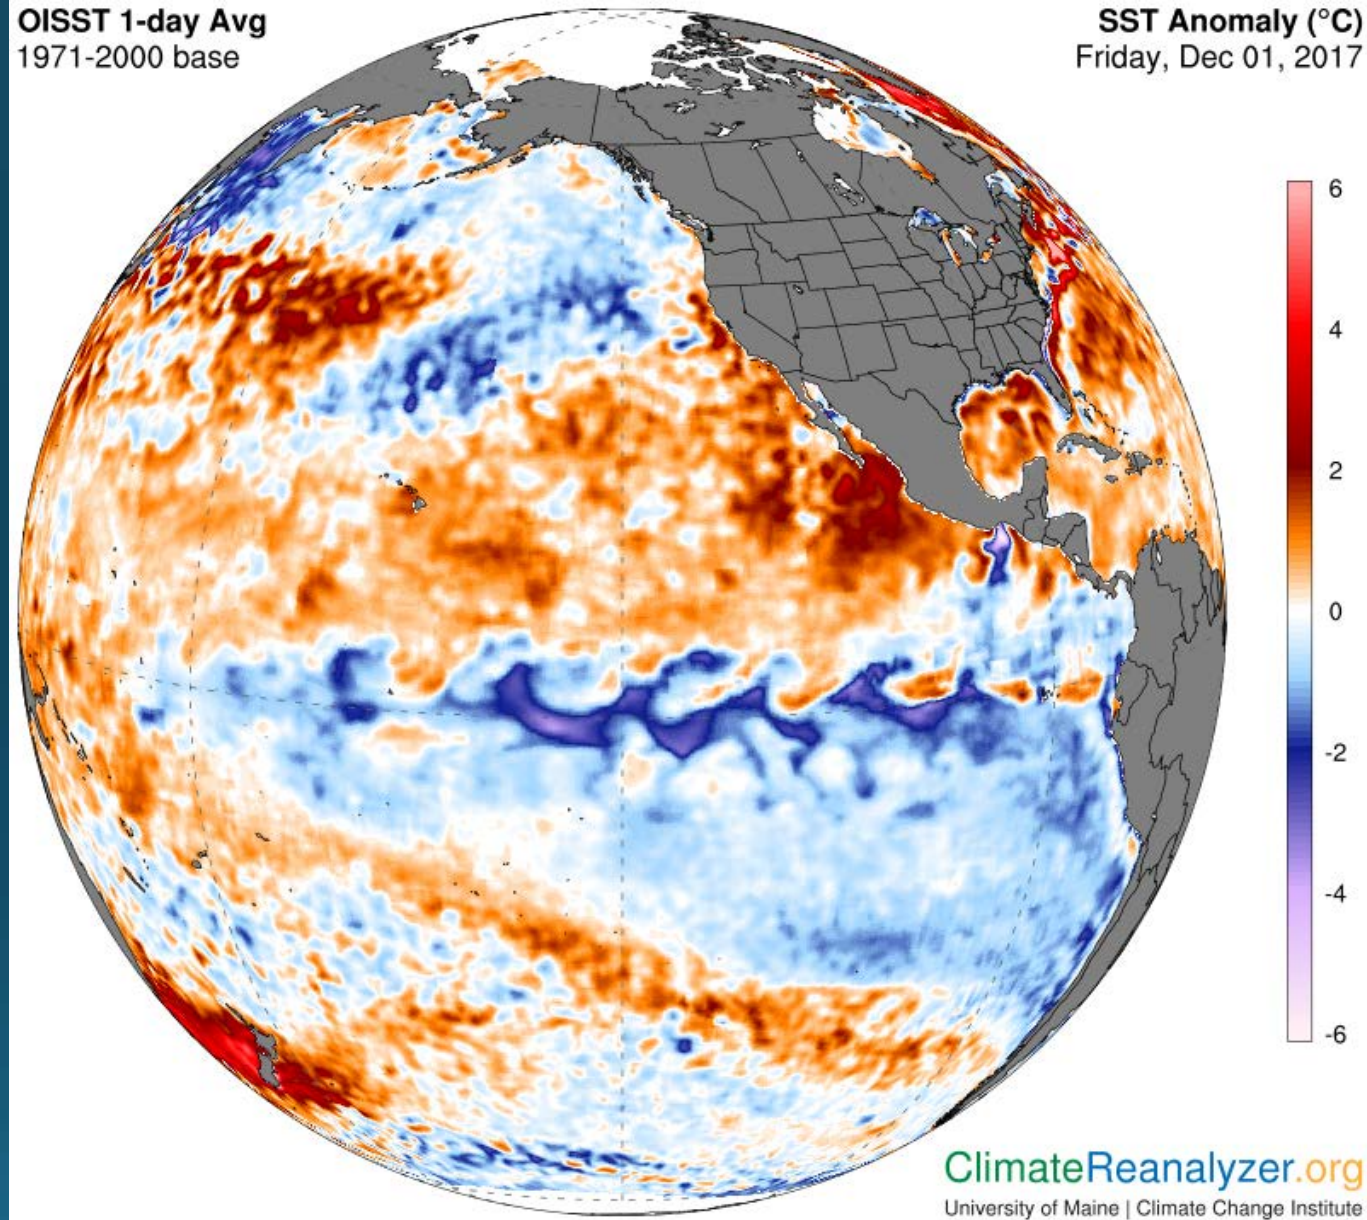 OISST 1-day Avg
1971-2000 base
SST Anomaly (°C)
Friday, Dec 01, 2017
6
4
2
0
-2
-4
-6
ClimateReanalyzer.org
University of Maine | Climate Change Institute